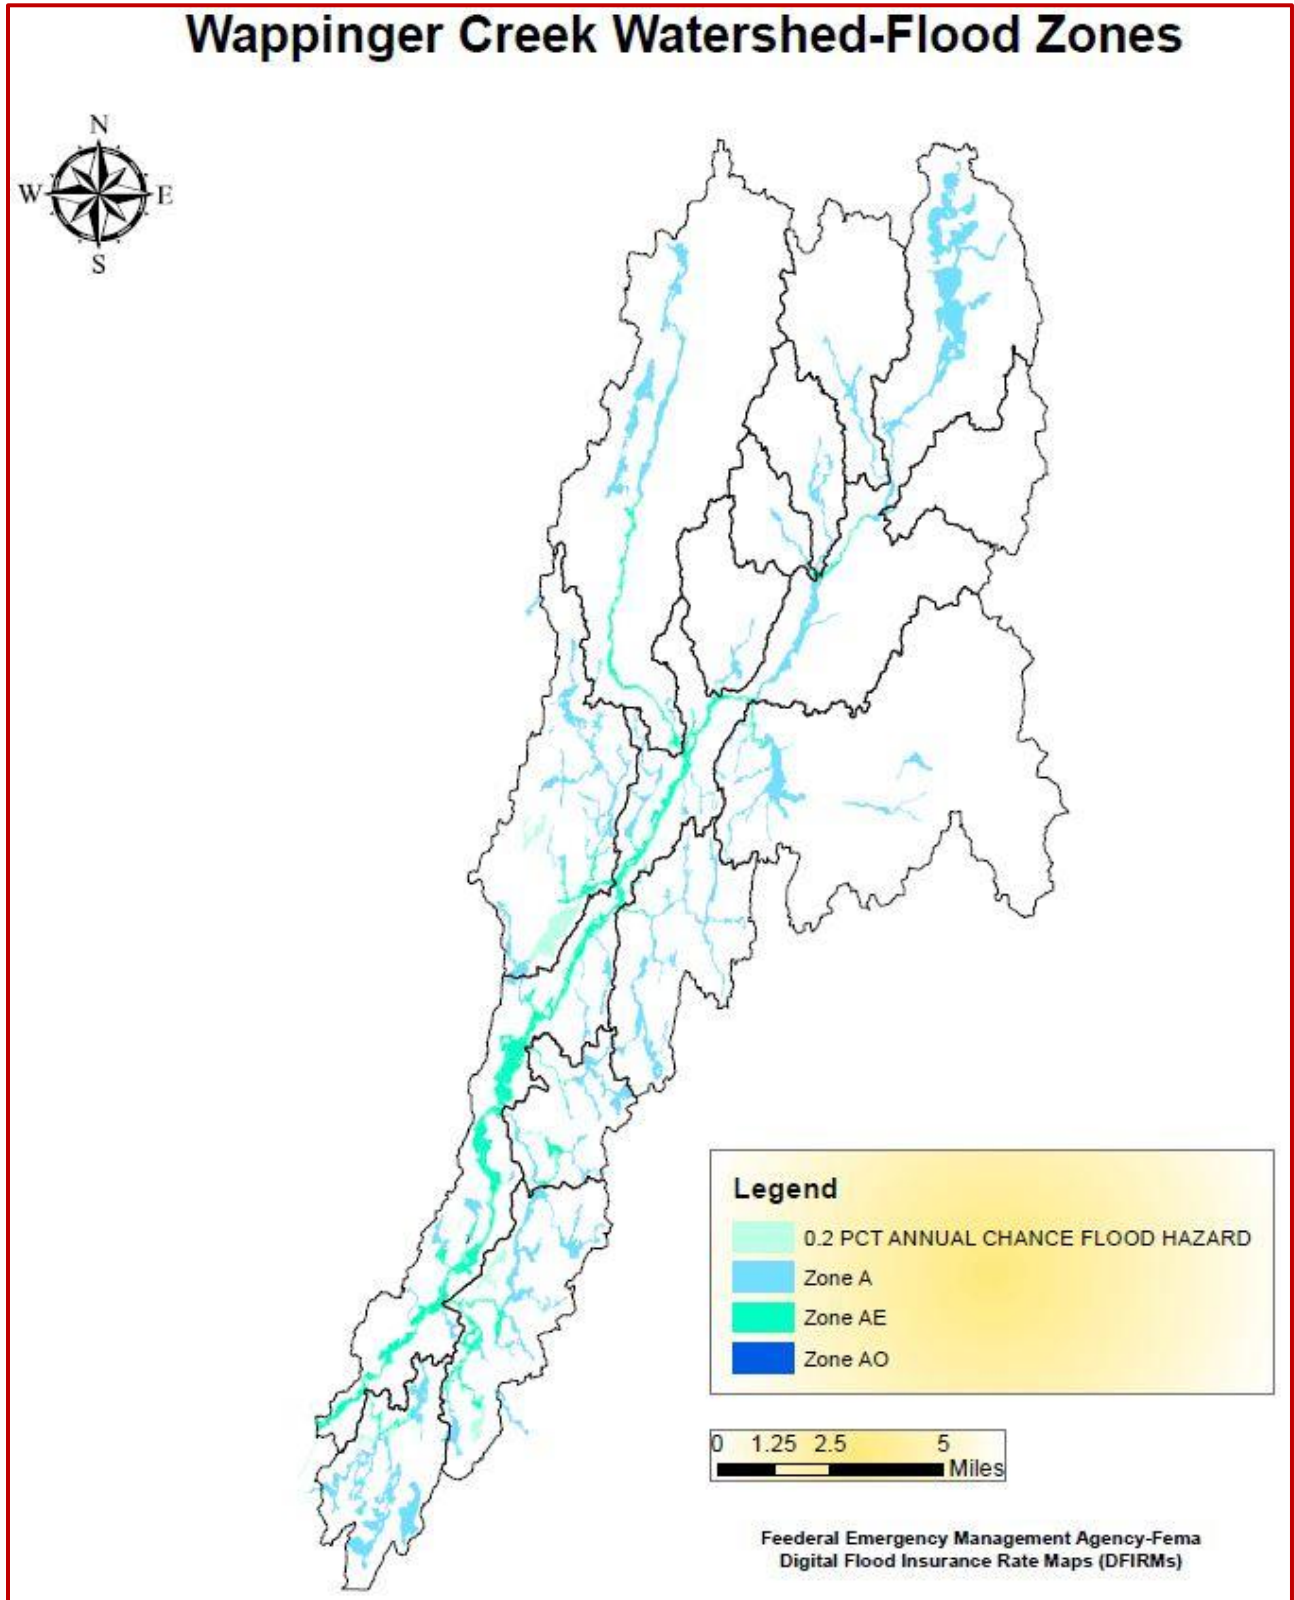 Wappinger Creek Watershed-Flood Zones
N
W
E
S
Legend
0.2 PCT ANNUAL CHANCE FLOOD HAZARD
Zone A
Zone AE
Zone AO
0 1.25 2.5 5
Miles
Feederal Emergency Management Agency-Fema
Digital Flood Insurance Rate Maps (DFIRMs)